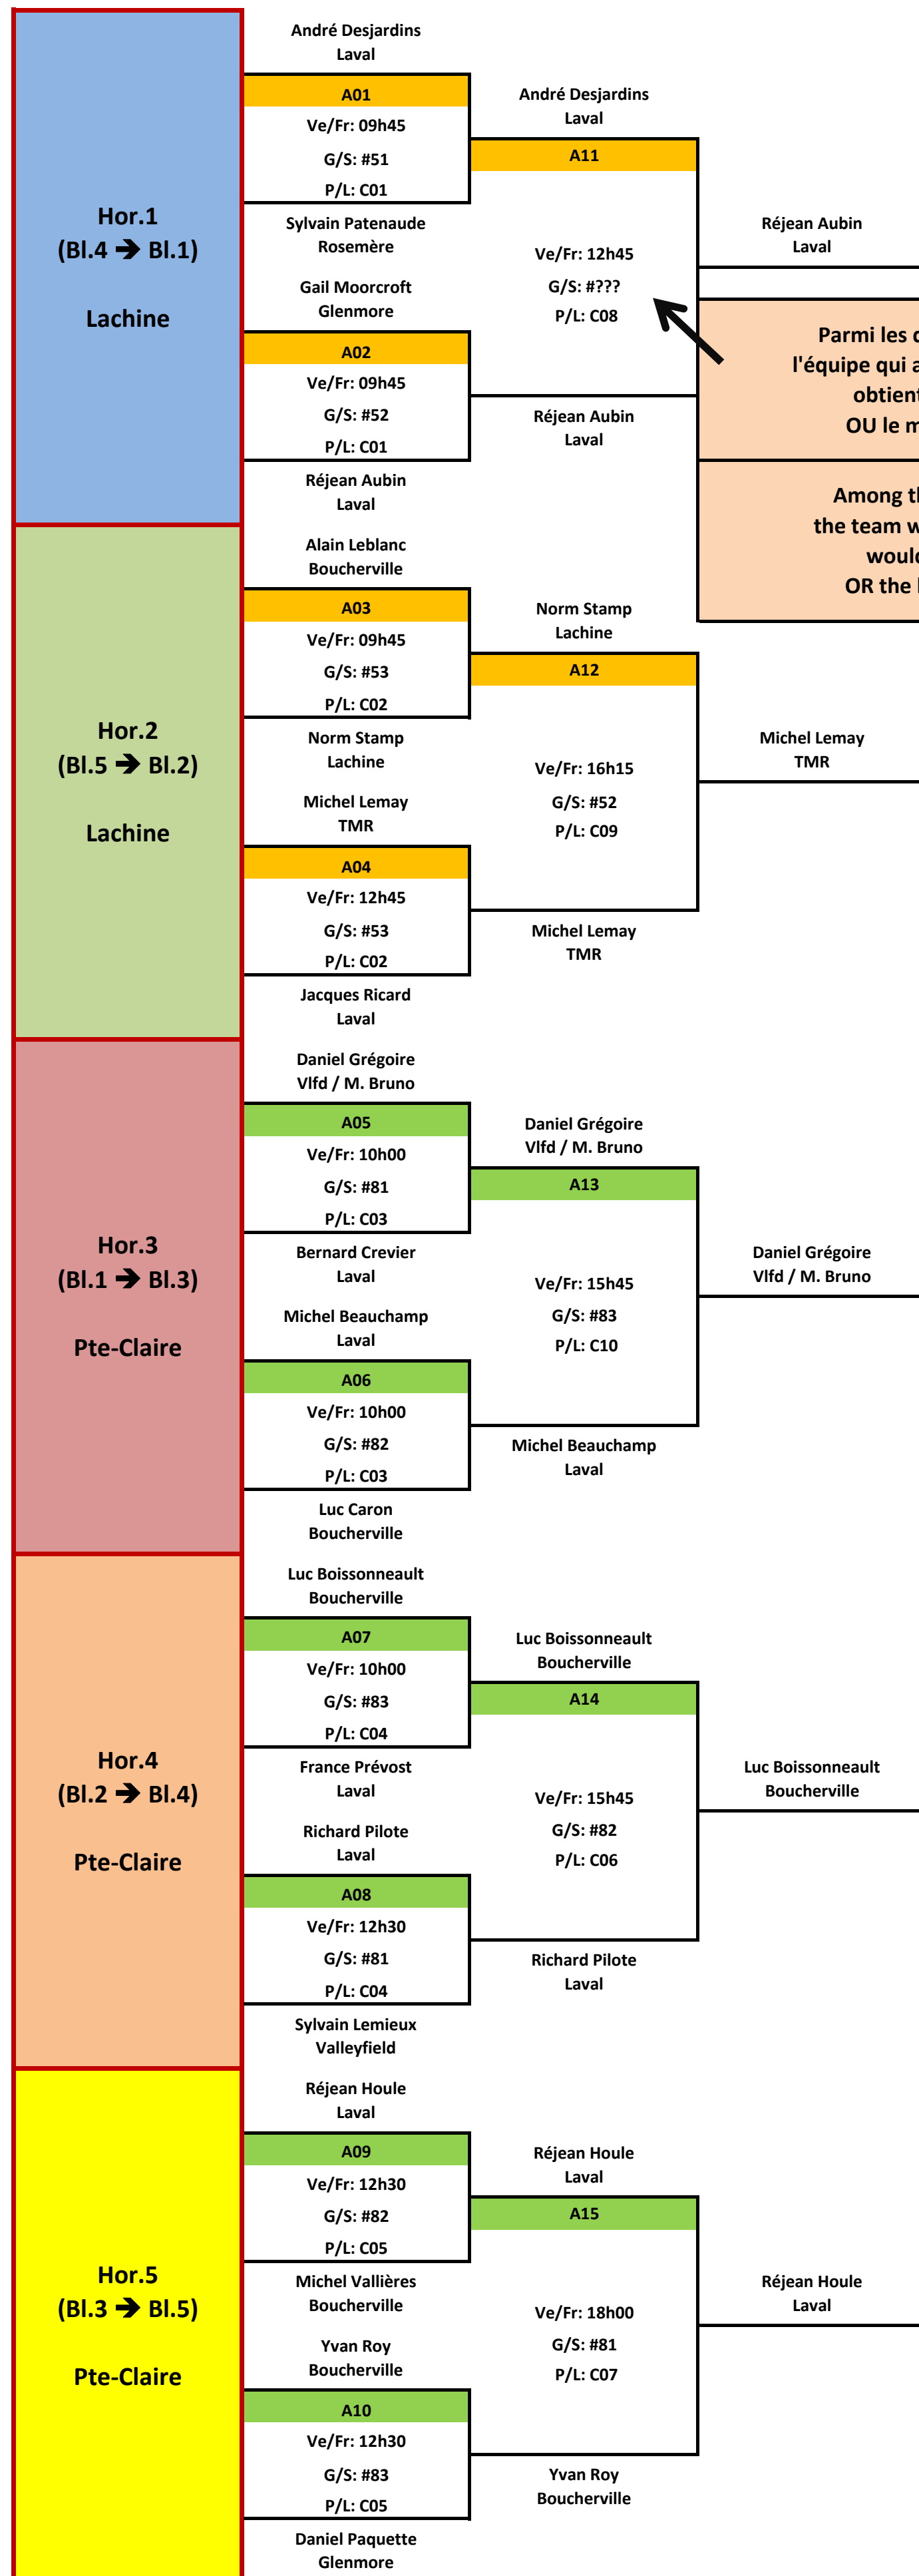 Hor.1
(Bl.4 ➔ Bl.1)
Lachine
Hor.2
(Bl.5 ➔ Bl.2)
Lachine
Hor.3
(Bl.1 ➔ Bl.3)
Pte-Claire
Hor.4
(Bl.2 ➔ Bl.4)
Pte-Claire
Hor.5
(Bl.3 ➔ Bl.5)
Pte-Claire
André Desjardins
Laval
A01
Ve/Fr: 09h45
G/S: #51
P/L: C01
Sylvain Patenaude
Rosemère
Gail Moorcroft
Glenmore
A02
Ve/Fr: 09h45
G/S: #52
P/L: C01
Réjean Aubin
Laval
Alain Leblanc
Boucherville
A03
Ve/Fr: 09h45
G/S: #53
P/L: C02
Norm Stamp
Lachine
Michel Lemay
TMR
A04
Ve/Fr: 12h45
G/S: #53
P/L: C02
Jacques Ricard
Laval
Daniel Grégoire
Vlfd / M. Bruno
A05
Ve/Fr: 10h00
G/S: #81
P/L: C03
Bernard Crevier
Laval
Michel Beauchamp
Laval
A06
Ve/Fr: 10h00
G/S: #82
P/L: C03
Luc Caron
Boucherville
Luc Boissonneault
Boucherville
A07
Ve/Fr: 10h00
G/S: #83
P/L: C04
France Prévost
Laval
Richard Pilote
Laval
A08
Ve/Fr: 12h30
G/S: #81
P/L: C04
Sylvain Lemieux
Valleyfield
Réjean Houle
Laval
A09
Ve/Fr: 12h30
G/S: #82
P/L: C05
Michel Vallières
Boucherville
Yvan Roy
Boucherville
A10
Ve/Fr: 12h30
G/S: #83
P/L: C05
Daniel Paquette
Glenmore
André Desjardins
Laval
A11
Ve/Fr: 12h45
G/S: #???
P/L: C08
Réjean Aubin
Laval
Norm Stamp
Lachine
A12
Ve/Fr: 16h15
G/S: #52
P/L: C09
Michel Lemay
TMR
Daniel Grégoire
Vlfd / M. Bruno
A13
Ve/Fr: 15h45
G/S: #83
P/L: C10
Michel Beauchamp
Laval
Luc Boissonneault
Boucherville
A14
Ve/Fr: 15h45
G/S: #82
P/L: C06
Richard Pilote
Laval
Réjean Houle
Laval
A15
Ve/Fr: 18h00
G/S: #81
P/L: C07
Yvan Roy
Boucherville
Réjean Aubin
Laval
Parmi les
l'équipe qui
obtient
OU le
Among
the team
OR the
Michel Lemay
TMR
Daniel Grégoire
Vlfd / M. Bruno
Luc Boissonneault
Boucherville
Réjean Houle
Laval